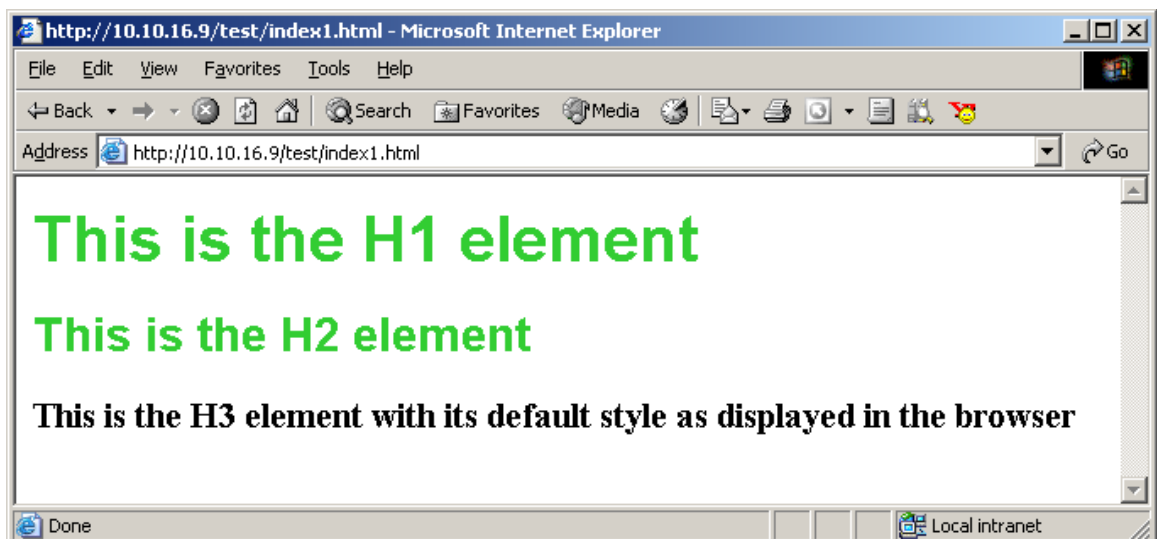 http://10.10.16.9/test/index1.html - Microsoft Internet Explorer
File Edit View Favorites Tools Help
Back Search Favorites Media
Address http://10.10.16.9/test/index1.html Go
This is the H1 element
This is the H2 element
This is the H3 element with its default style as displayed in the browser
Done Local intranet